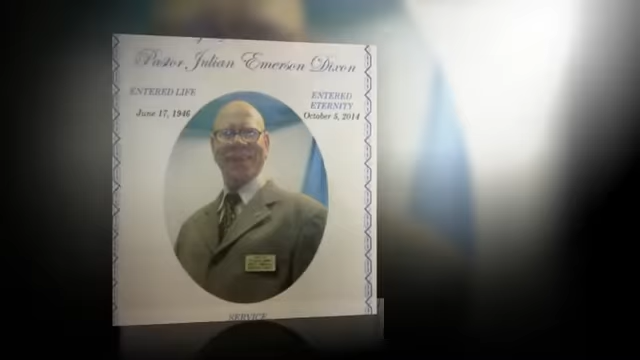 Pastor Julian Emerson Dixon
ENTERED LIFE
June 17, 1946
ENTERED
ETERNITY
October 5, 2014
SERVICE